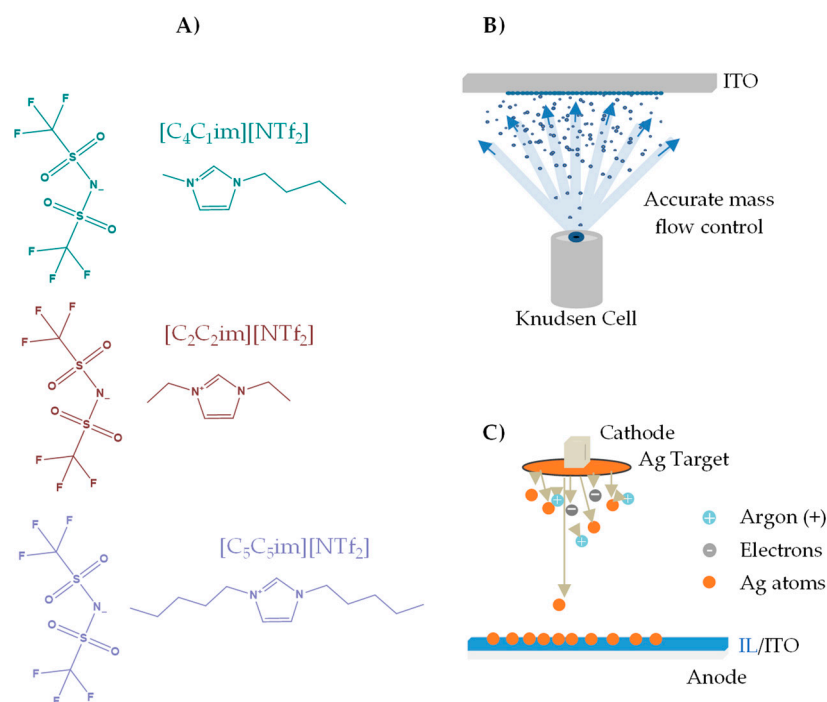 A)
[C₄C₁im][NTf₂]
F
F
F
S
O
O
N
−
S
O
O
F
F
F
N⁺
N
[C₂C₂im][NTf₂]
F
F
F
S
O
O
N
−
S
O
O
F
F
F
N⁺
N
[C₅C₅im][NTf₂]
F
F
F
S
O
O
N
−
S
O
O
F
F
F
N⁺
N
B)
ITO
Accurate mass
flow control
Knudsen Cell
C)
Cathode
Ag Target
+
−
+
−
+
+ Argon (+)
− Electrons
Ag atoms
IL/ITO
Anode